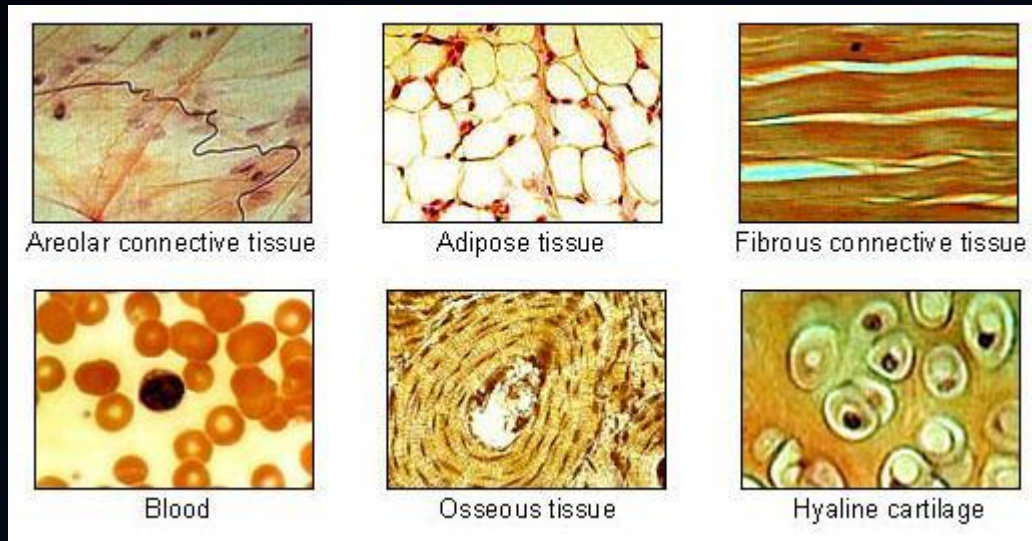 Areolar connective tissue
Adipose tissue
Fibrous connective tissue
Blood
Osseous tissue
Hyaline cartilage